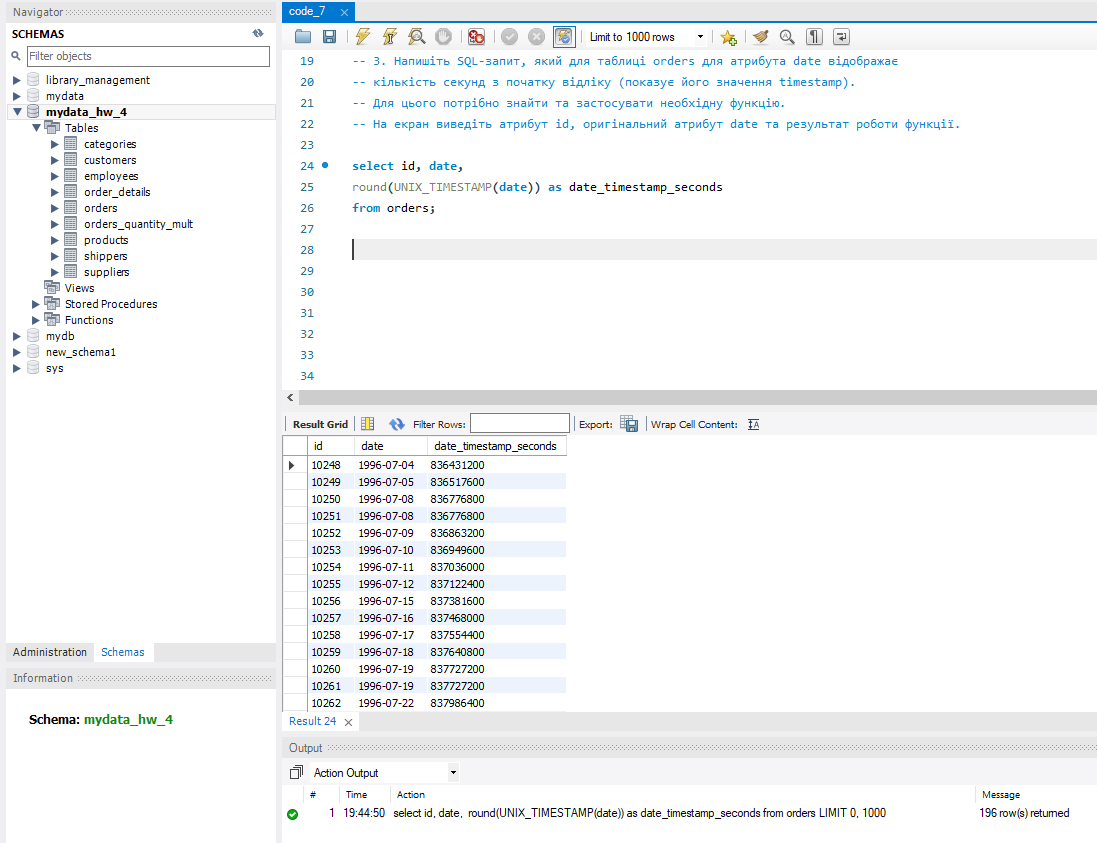 Navigator
SCHEMAS
Filter objects
library_management
mydata
mydata_hw_4
Tables
categories
customers
employees
order_details
orders
orders_quantity_mult
products
shippers
suppliers
Views
Stored Procedures
Functions
mydb
new_schema1
sys
Administration Schemas
Information
Schema: mydata_hw_4
code_7
Limit to 1000 rows
19 -- 3. Напишіть SQL-запит, який для таблиці orders для атрибута date відображає
20 -- кількість секунд з початку відліку (показує його значення timestamp).
21 -- Для цього потрібно знайти та застосувати необхідну функцію.
22 -- На екран виведіть атрибут id, оригінальний атрибут date та результат роботи функції.
23
24 select id, date,
25 round(UNIX_TIMESTAMP(date)) as date_timestamp_seconds
26 from orders;
27
28
29
30
31
32
33
34
Result Grid Filter Rows: Export: Wrap Cell Content:
id date date_timestamp_seconds
10248 1996-07-04 836431200
10249 1996-07-05 836517600
10250 1996-07-08 836776800
10251 1996-07-08 836776800
10252 1996-07-09 836863200
10253 1996-07-10 836949600
10254 1996-07-11 837036000
10255 1996-07-12 837122400
10256 1996-07-15 837381600
10257 1996-07-16 837468000
10258 1996-07-17 837554400
10259 1996-07-18 837640800
10260 1996-07-19 837727200
10261 1996-07-19 837727200
10262 1996-07-22 837986400
Result 24
Output
Action Output
# Time Action Message
1 19:44:50 select id, date, round(UNIX_TIMESTAMP(date)) as date_timestamp_seconds from orders LIMIT 0, 1000 196 row(s) returned